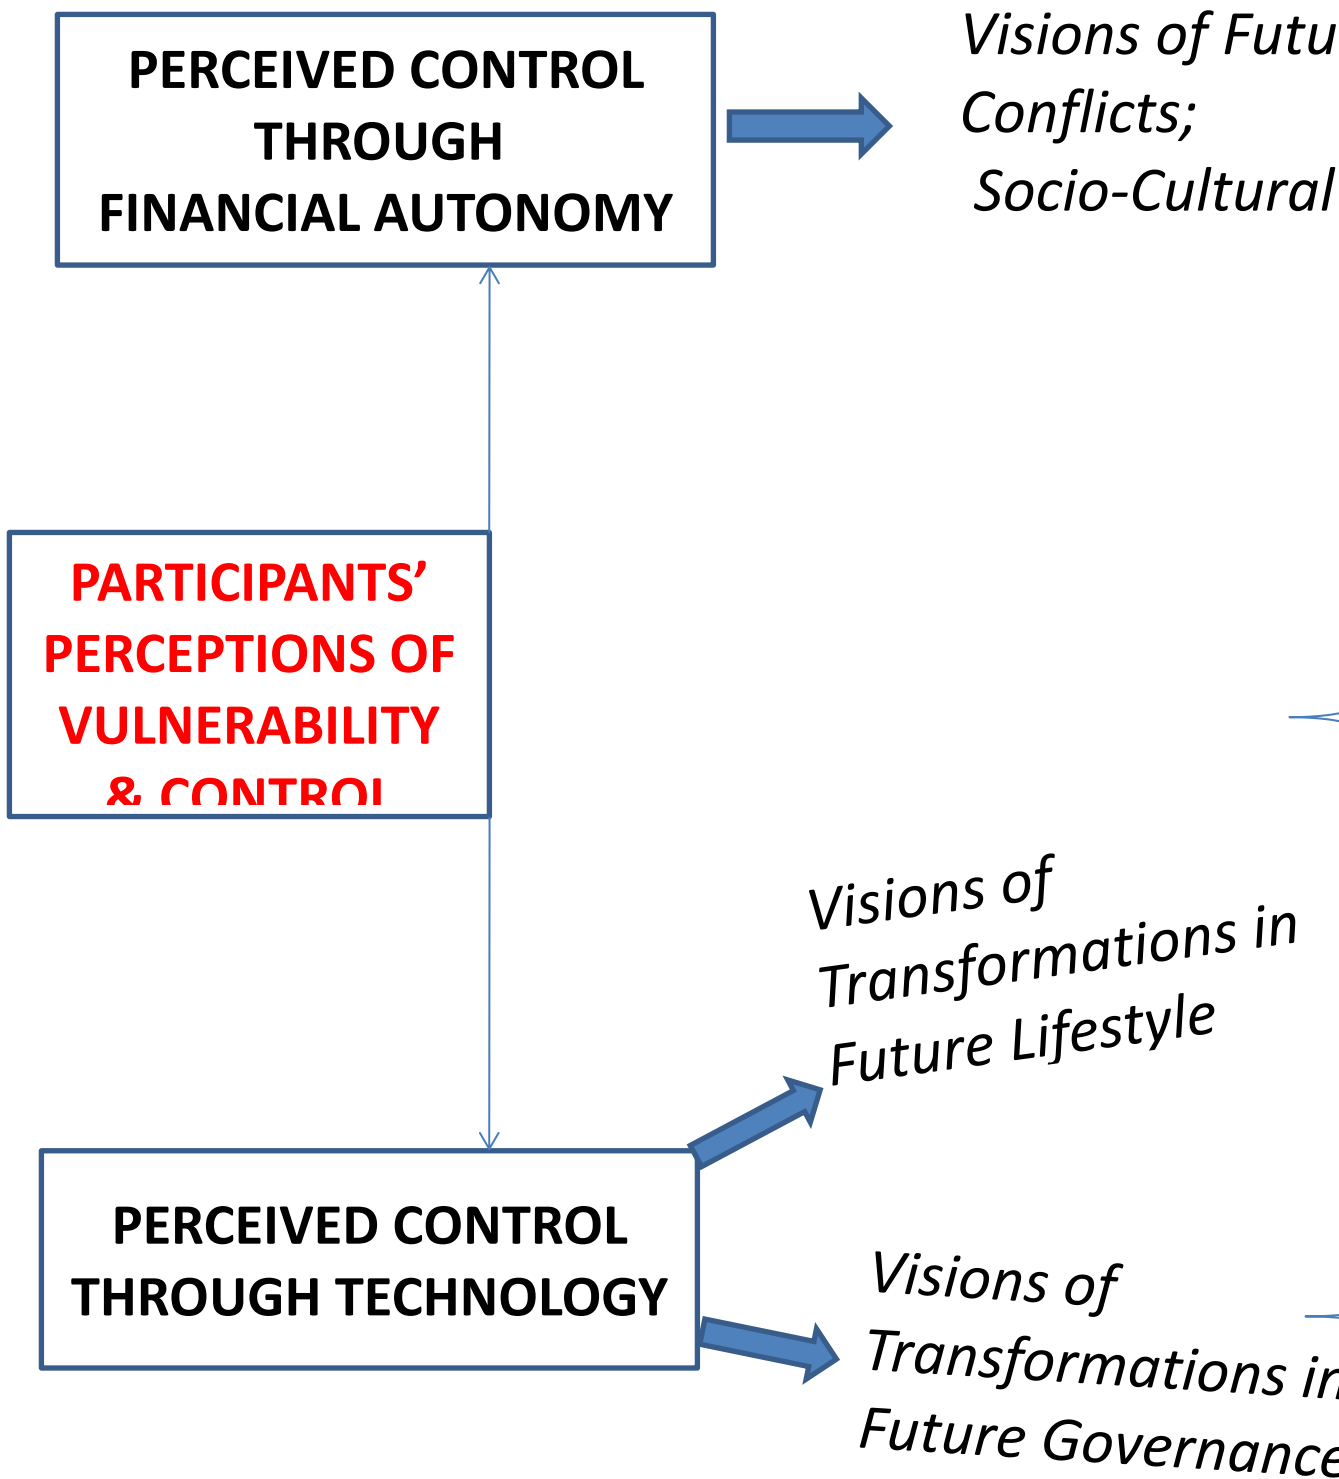 PERCEIVED CONTROL
THROUGH
FINANCIAL AUTONOMY
Visions of Futu
Conflicts;
Socio-Cultural
PARTICIPANTS’
PERCEPTIONS OF
VULNERABILITY
& CONTROL
Visions of
Transformations in
Future Lifestyle
PERCEIVED CONTROL
THROUGH TECHNOLOGY
Visions of
Transformations in
Future Governance